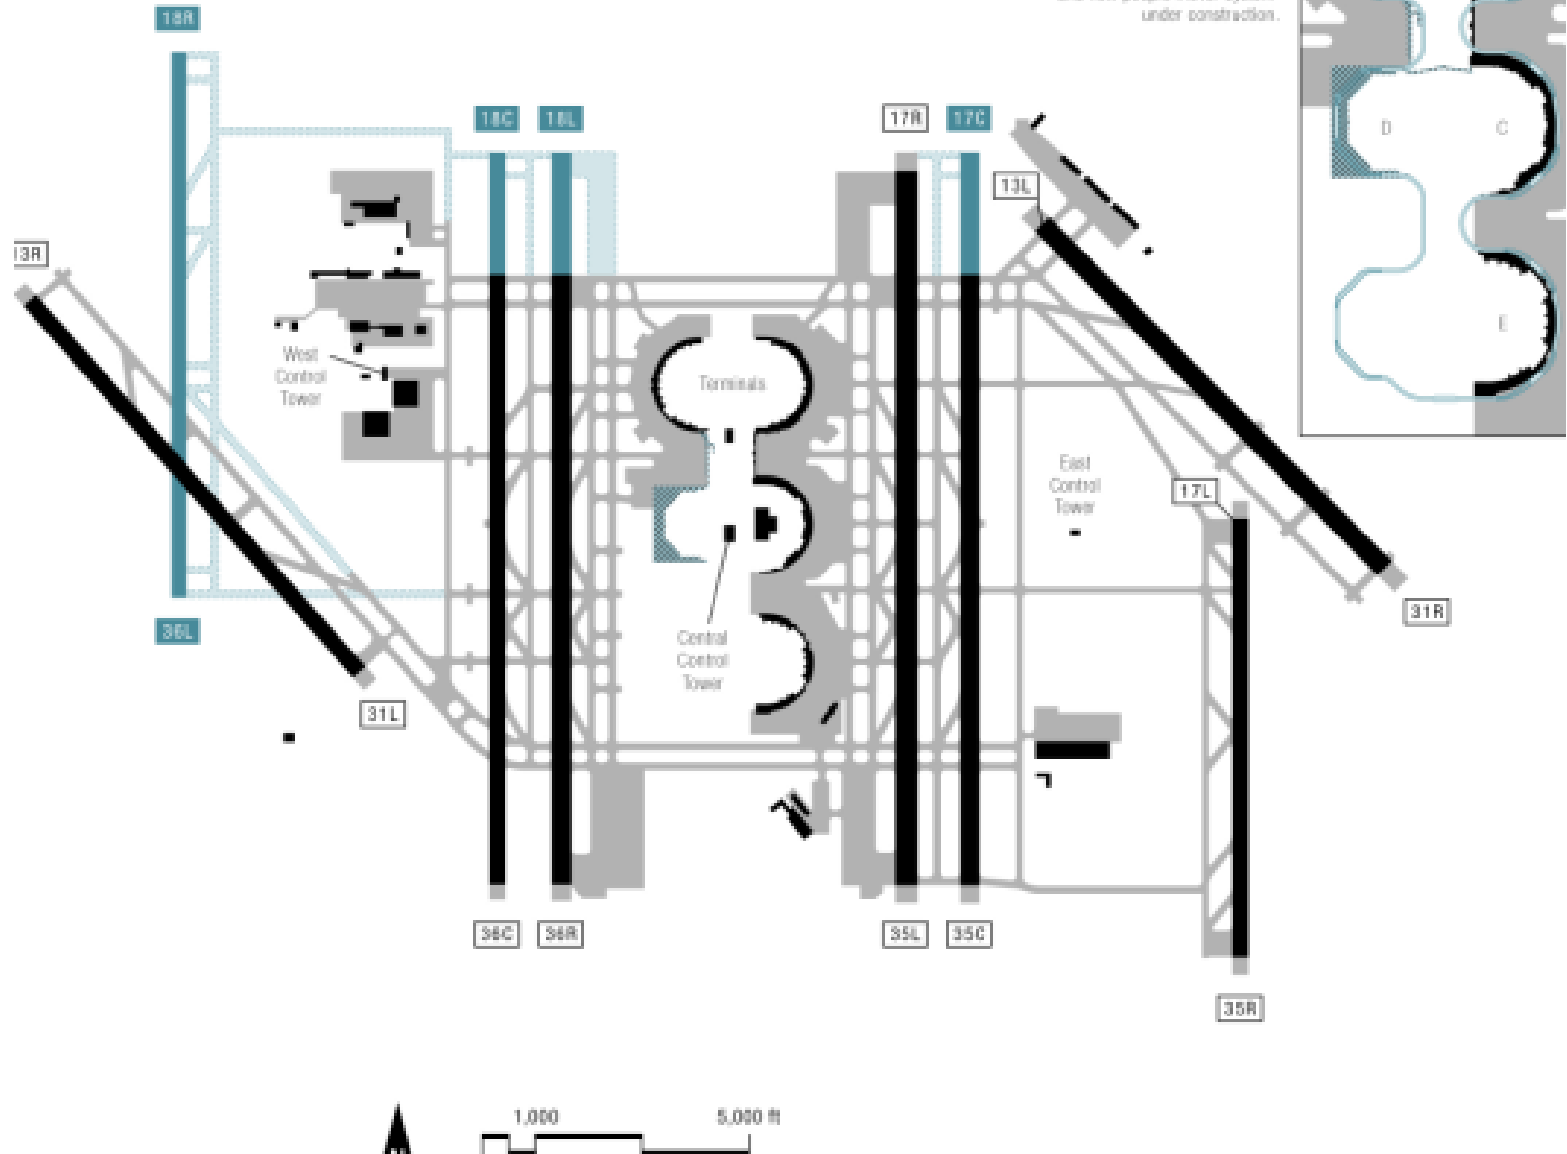 under construction.
18R
18C
18L
17R
17C
13L
13R
D
C
E
West
Control
Tower
Terminals
East
Control
Tower
17L
36L
31R
Central
Control
Tower
31L
36C
36R
35L
35C
35R
1,000
5,000 ft